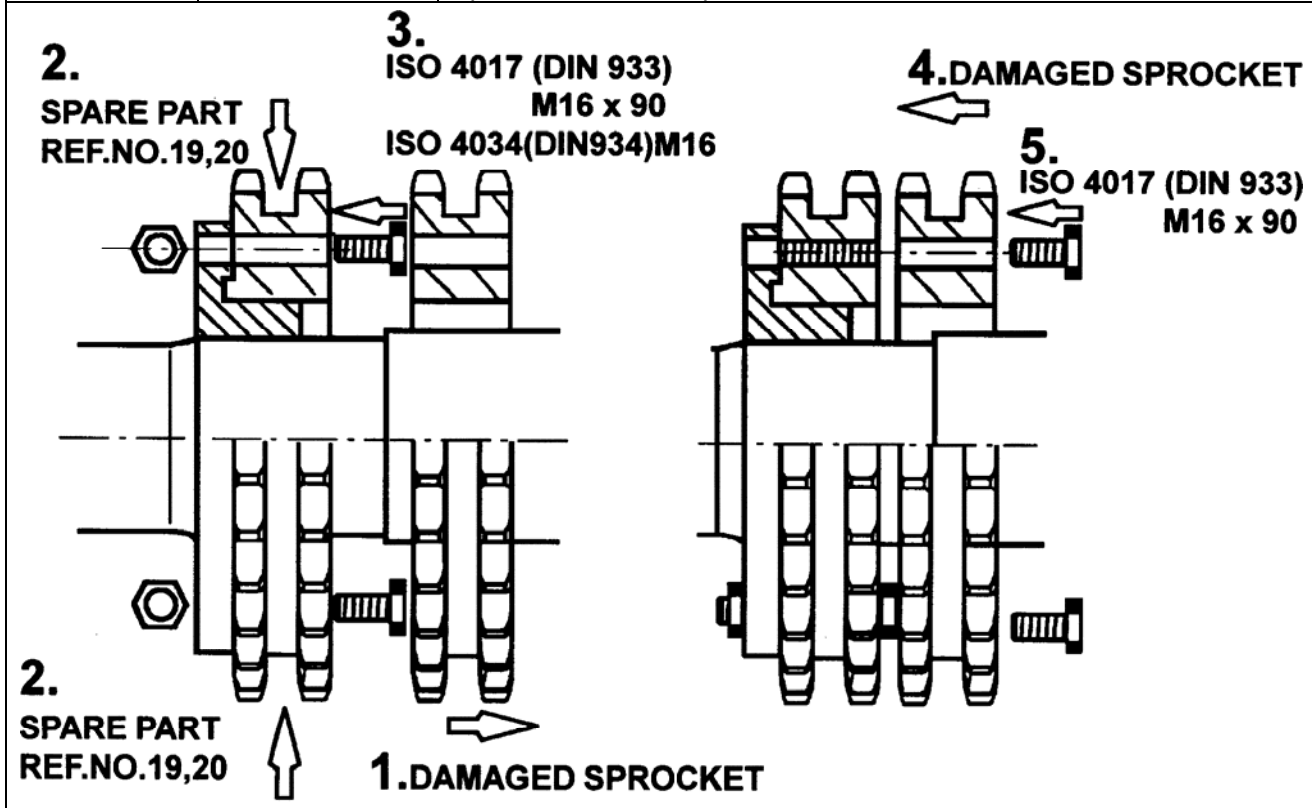 2.
SPARE PART
REF.NO.19,20
3.
ISO 4017 (DIN 933)
M16 x 90
ISO 4034(DIN934)M16
4.DAMAGED SPROCKET
5.
ISO 4017 (DIN 933)
M16 x 90
2.
SPARE PART
REF.NO.19,20
1.DAMAGED SPROCKET